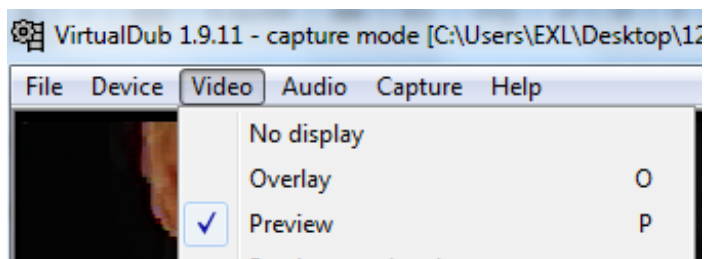 VirtualDub 1.9.11 - capture mode [C:\Users\EXL\Desktop\12
File Device Video Audio Capture Help
No display
Overlay O
Preview P